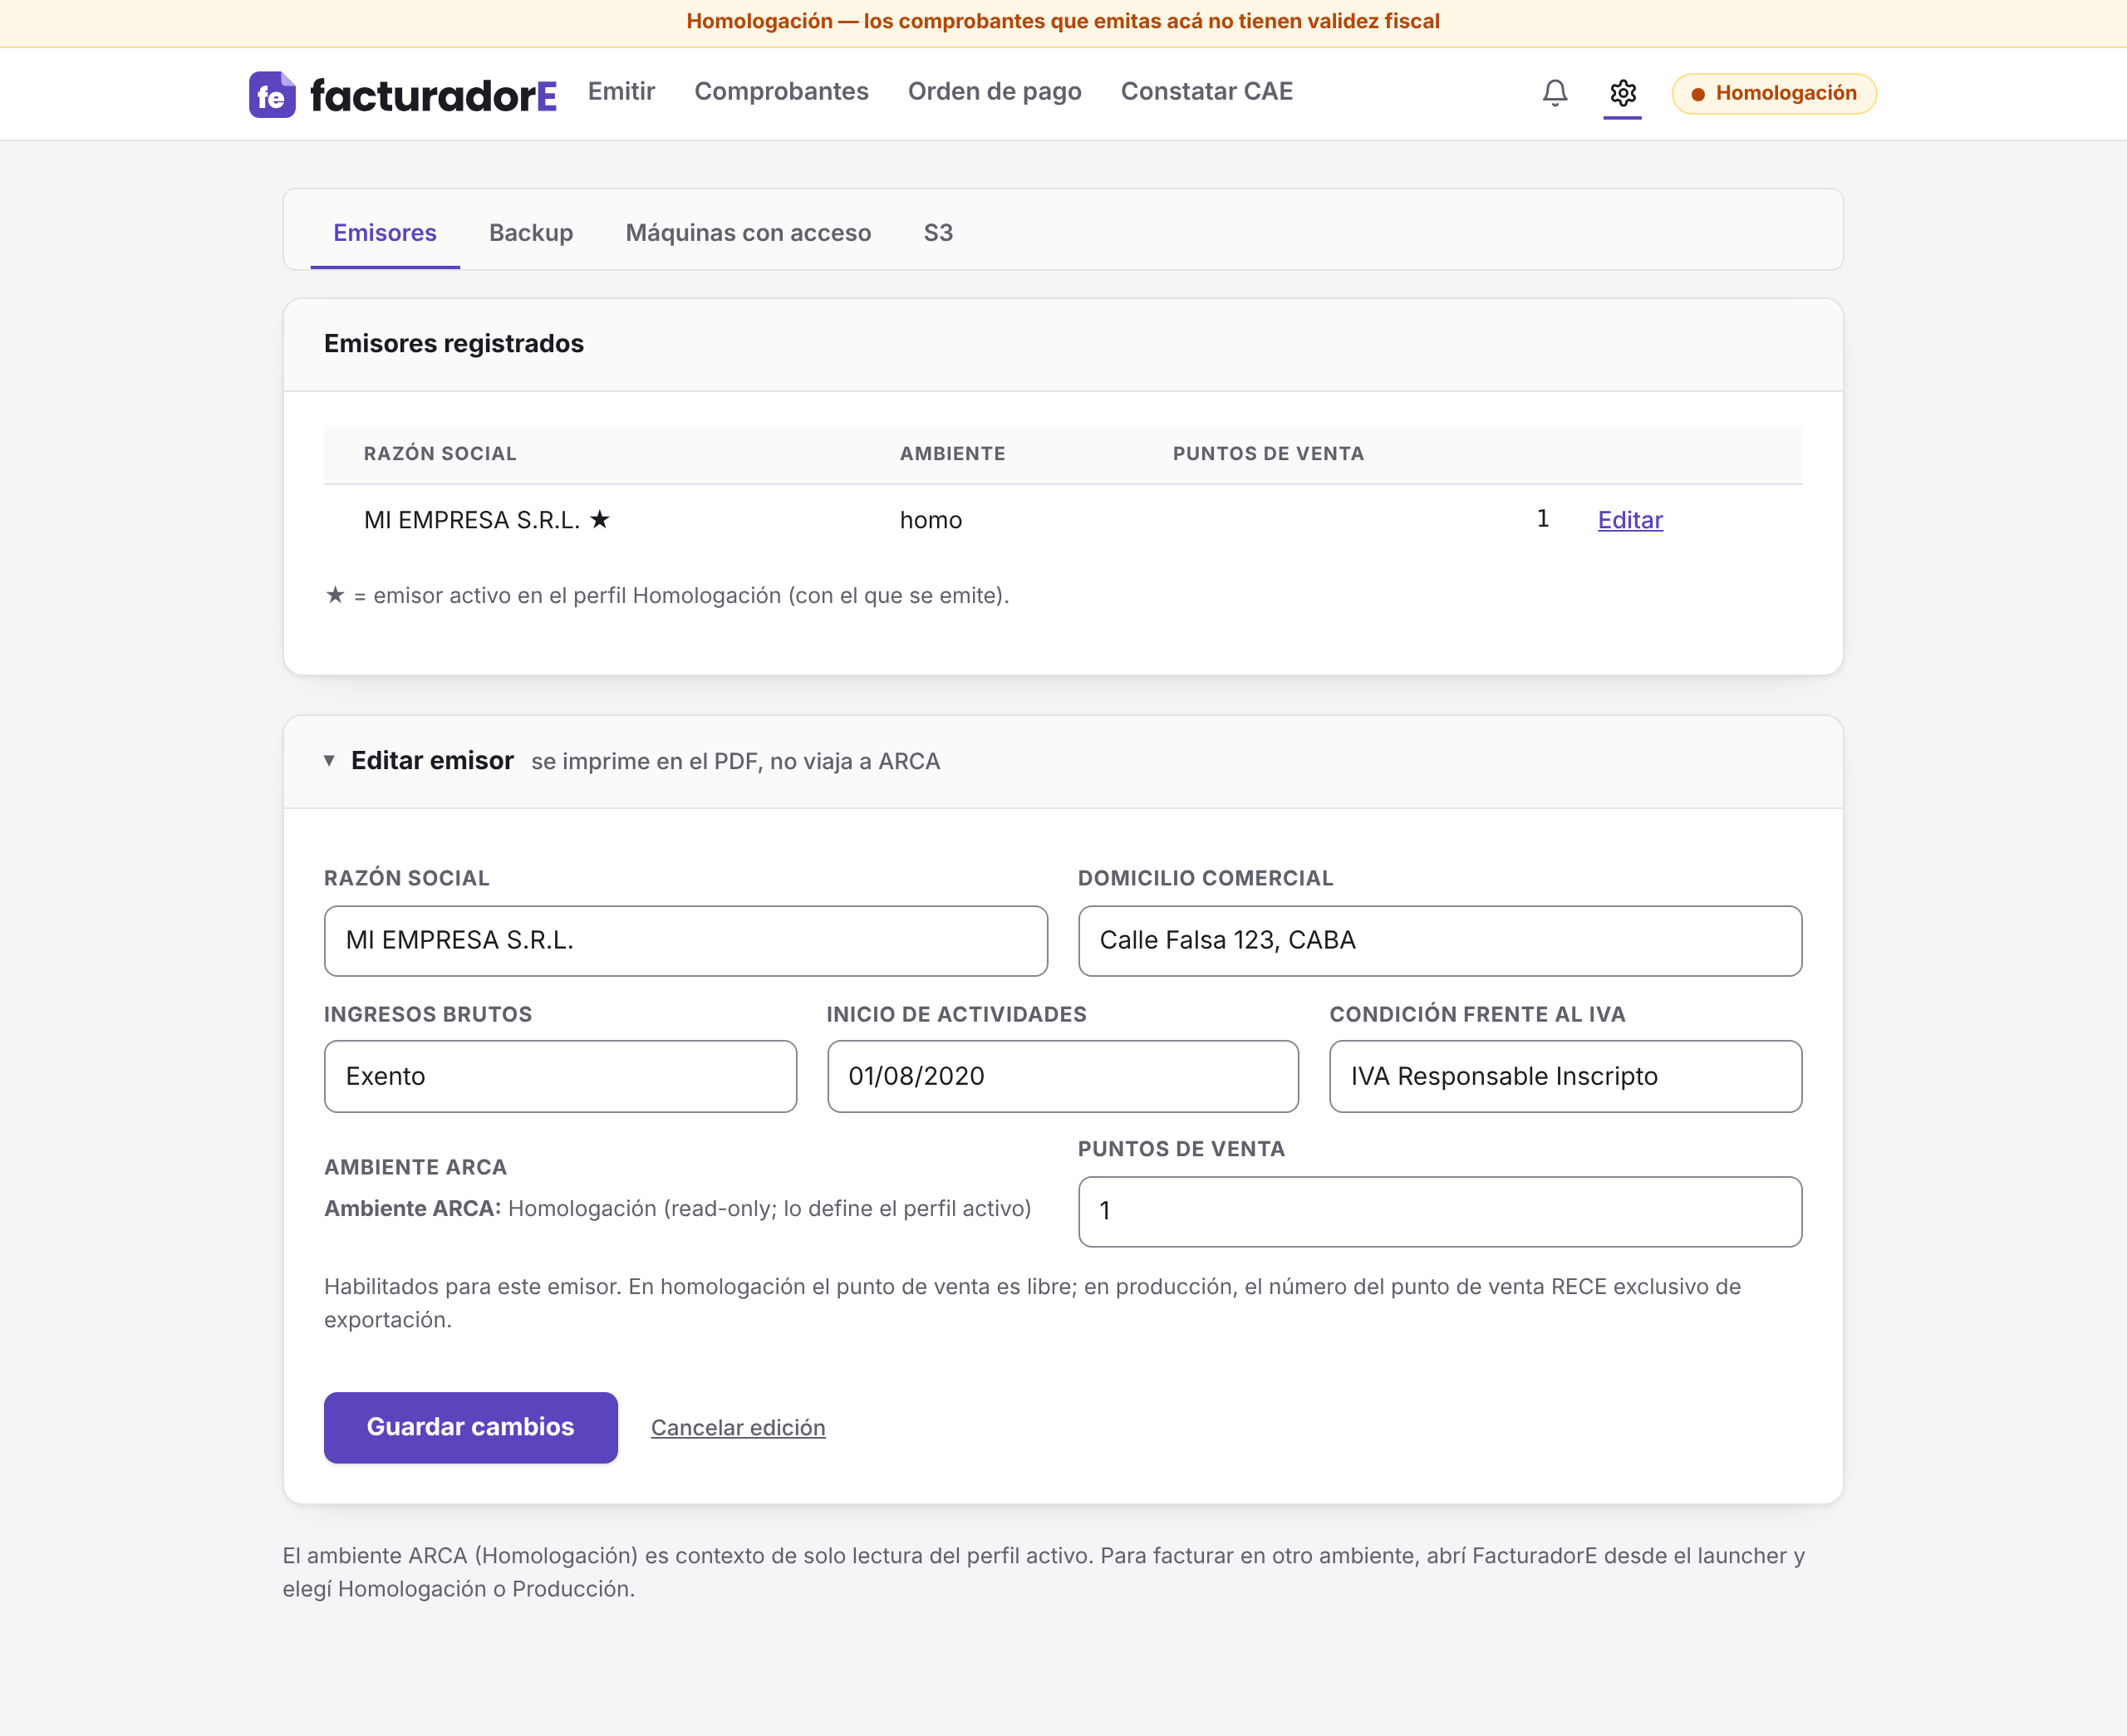 Homologación — los comprobantes que emitas acá no tienen validez fiscal
fe facturadorE Emitir Comprobantes Orden de pago Constatar CAE Homologación
Emisores Backup Máquinas con acceso S3
Emisores registrados
RAZÓN SOCIAL AMBIENTE PUNTOS DE VENTA
MI EMPRESA S.R.L. ★ homo 1 Editar
★ = emisor activo en el perfil Homologación (con el que se emite).
▼ Editar emisor se imprime en el PDF, no viaja a ARCA
RAZÓN SOCIAL DOMICILIO COMERCIAL
MI EMPRESA S.R.L. Calle Falsa 123, CABA
INGRESOS BRUTOS INICIO DE ACTIVIDADES CONDICIÓN FRENTE AL IVA
Exento 01/08/2020 IVA Responsable Inscripto
AMBIENTE ARCA PUNTOS DE VENTA
Ambiente ARCA: Homologación (read-only; lo define el perfil activo) 1
Habilitados para este emisor. En homologación el punto de venta es libre; en producción, el número del punto de venta RECE exclusivo de
exportación.
Guardar cambios Cancelar edición
El ambiente ARCA (Homologación) es contexto de solo lectura del perfil activo. Para facturar en otro ambiente, abrí FacturadorE desde el launcher y
elegí Homologación o Producción.